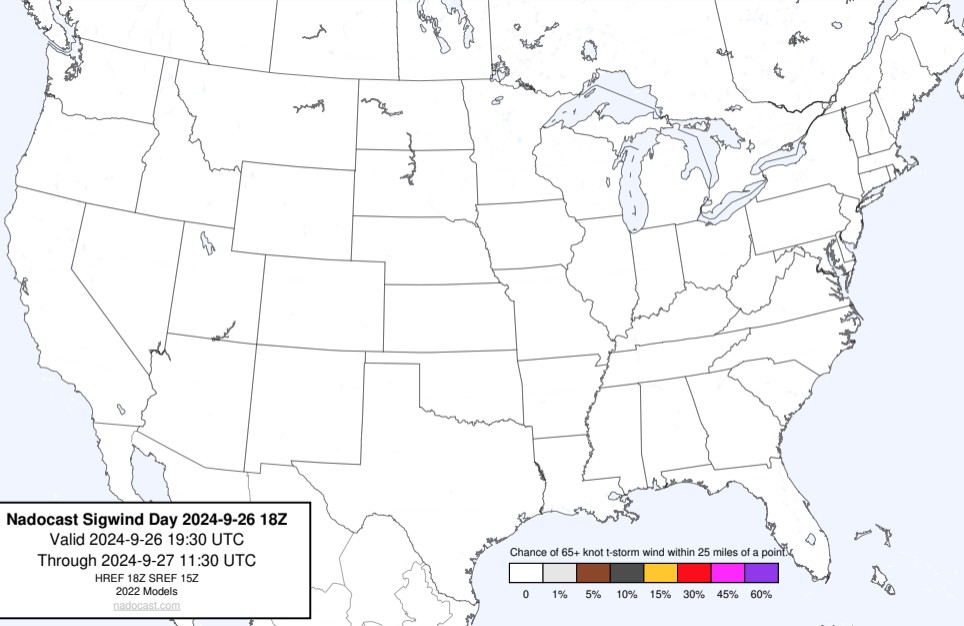 Nadocast Sigwind Day 2024-9-26 18Z
Valid 2024-9-26 19:30 UTC
Through 2024-9-27 11:30 UTC
HREF 18Z SREF 15Z
2022 Models
nadocast.com
Chance of 65+ knot t-storm wind within 25 miles of a point.
0 1% 5% 10% 15% 30% 45% 60%